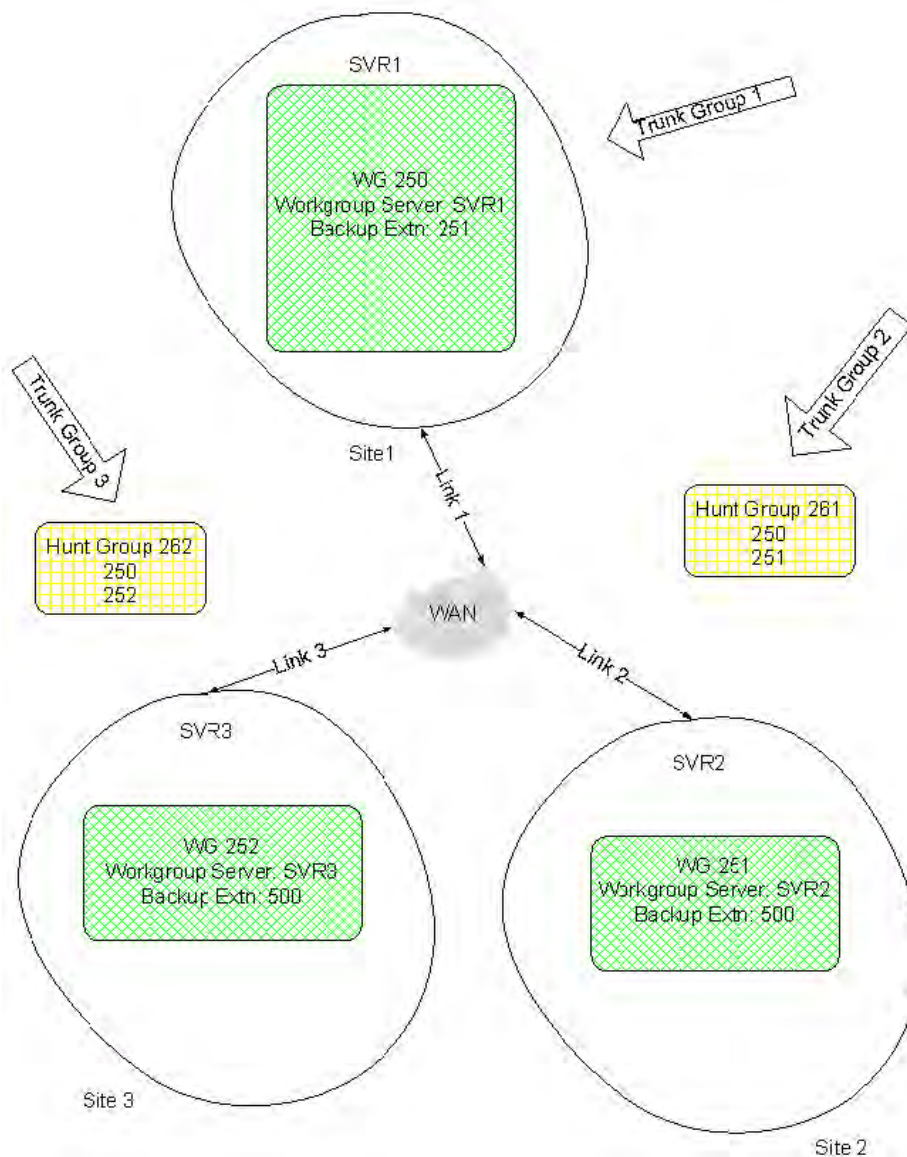 SVR1
Trunk Group 1
WG 250
Workgroup Server: SVR1
Backup Extn: 251
Trunk Group 2
Trunk Group 3
Site1
Link 1
Hunt Group 261
250
251
Hunt Group 262
250
252
WAN
Link 3
Link 2
SVR3
SVR2
WG 252
Workgroup Server: SVR3
Backup Extn: 500
WG 251
Workgroup Server: SVR2
Backup Extn: 500
Site 3
Site 2